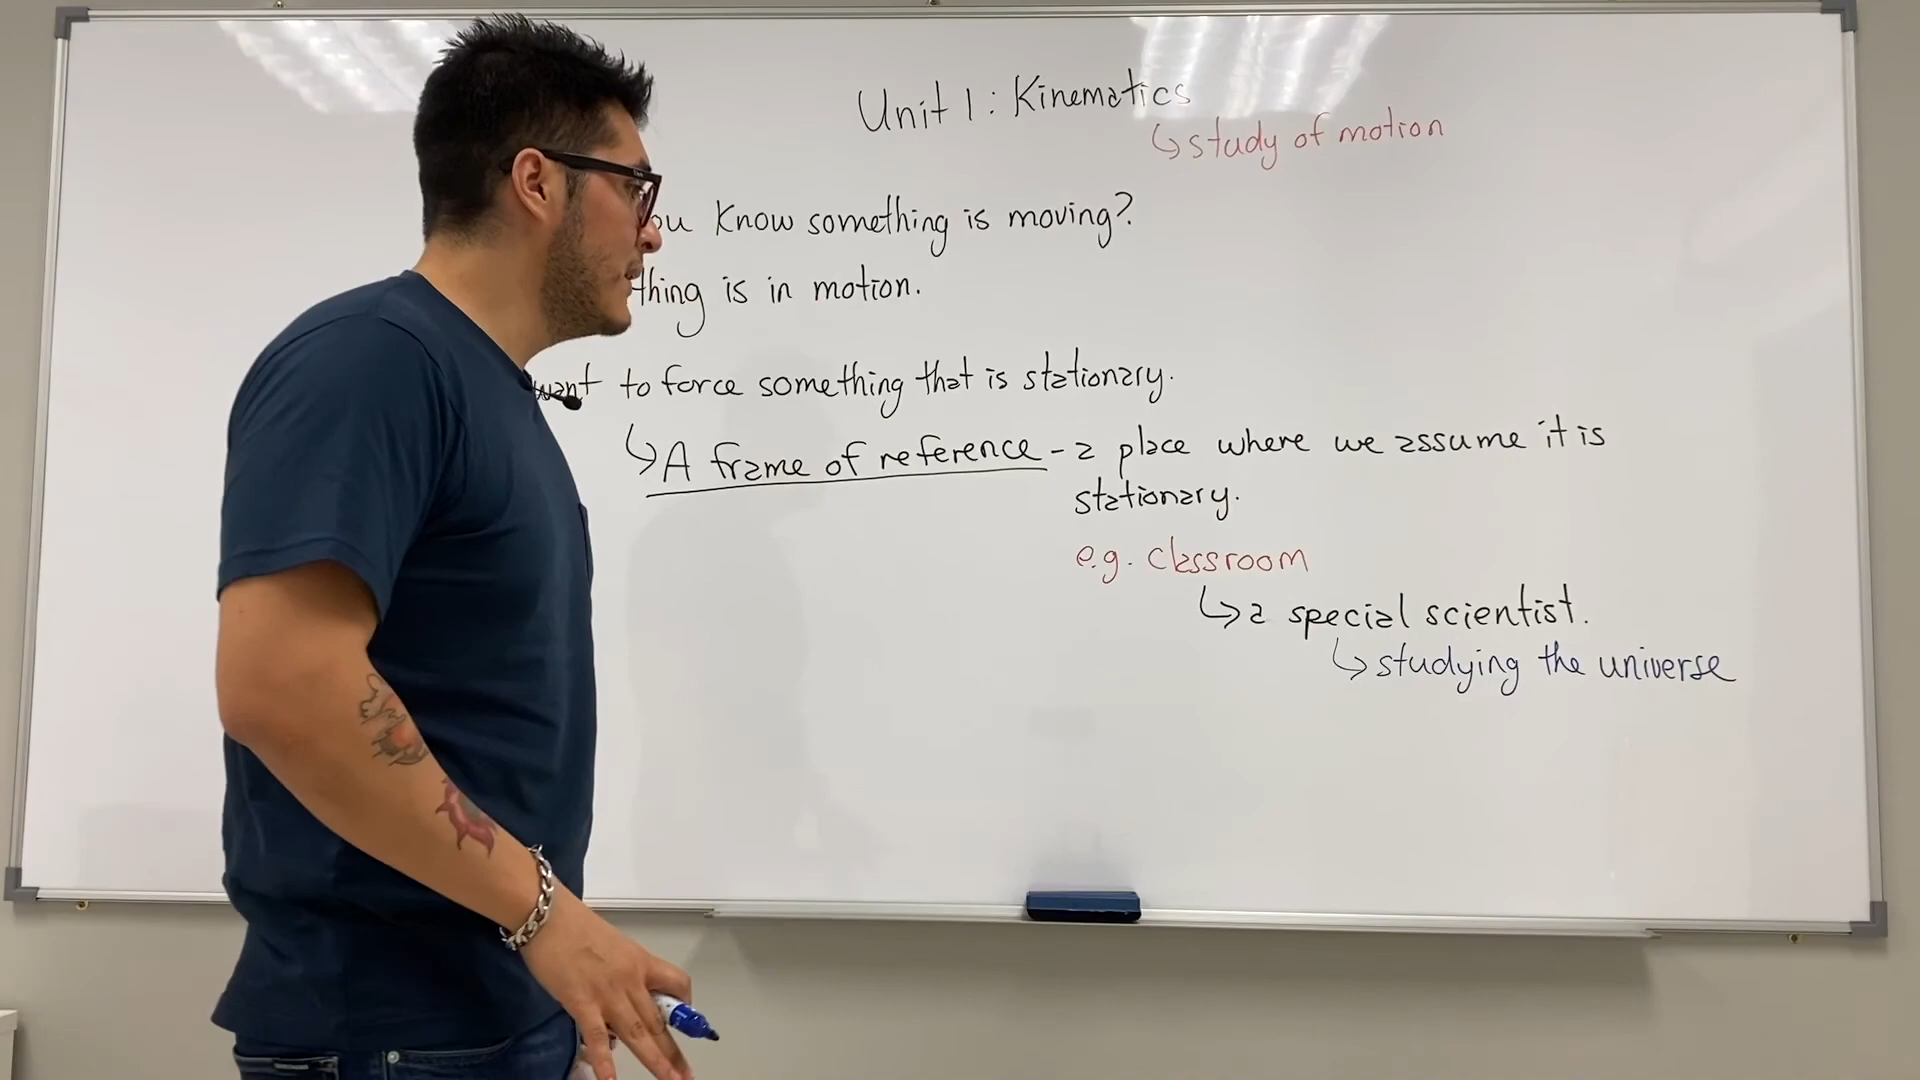 Unit 1: Kinematics
↳ study of motion
ou know something is moving?
thing is in motion.
want to force something that is stationary.
↳ A frame of reference - a place where we assume it is
stationary.
e.g. classroom
↳ a special scientist.
↳ studying the universe